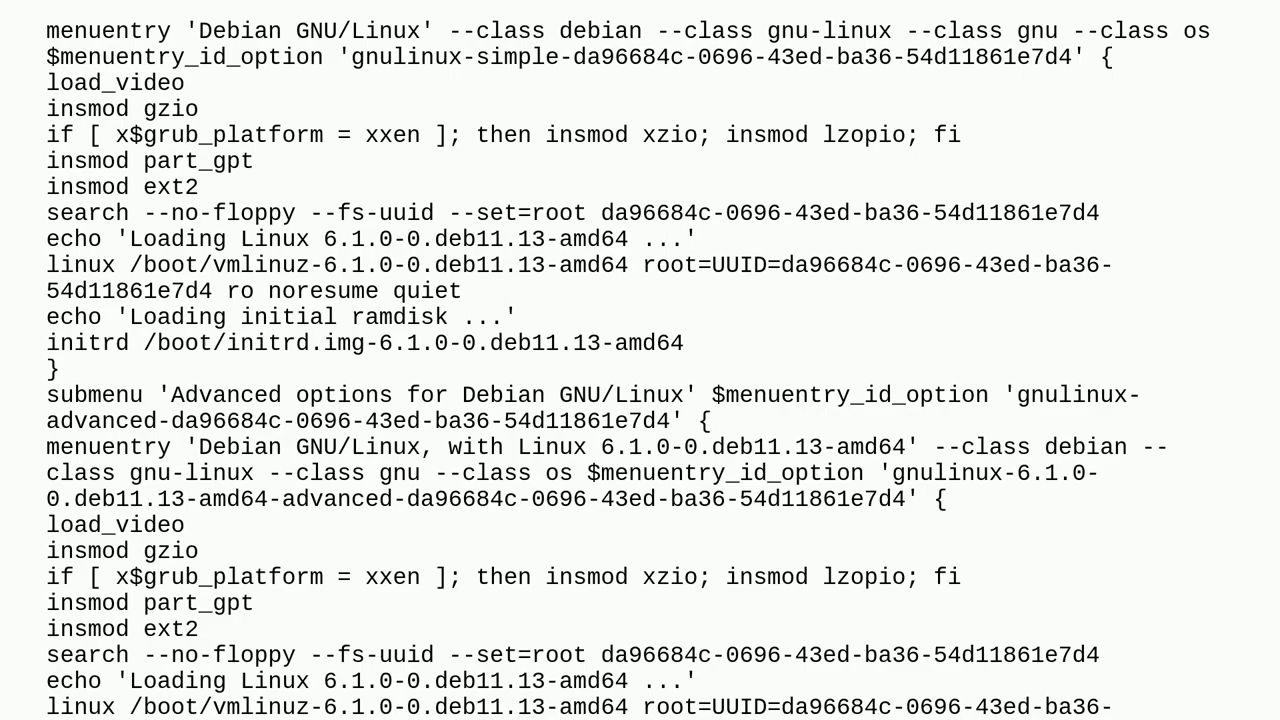 menuentry 'Debian GNU/Linux' --class debian --class gnu-linux --class gnu --class os
$menuentry_id_option 'gnulinux-simple-da96684c-0696-43ed-ba36-54d11861e7d4' {
load_video
insmod gzio
if [ x$grub_platform = xxen ]; then insmod xzio; insmod lzopio; fi
insmod part_gpt
insmod ext2
search --no-floppy --fs-uuid --set=root da96684c-0696-43ed-ba36-54d11861e7d4
echo 'Loading Linux 6.1.0-0.deb11.13-amd64 ...'
linux /boot/vmlinuz-6.1.0-0.deb11.13-amd64 root=UUID=da96684c-0696-43ed-ba36-
54d11861e7d4 ro noresume quiet
echo 'Loading initial ramdisk ...'
initrd /boot/initrd.img-6.1.0-0.deb11.13-amd64
}
submenu 'Advanced options for Debian GNU/Linux' $menuentry_id_option 'gnulinux-
advanced-da96684c-0696-43ed-ba36-54d11861e7d4' {
menuentry 'Debian GNU/Linux, with Linux 6.1.0-0.deb11.13-amd64' --class debian --
class gnu-linux --class gnu --class os $menuentry_id_option 'gnulinux-6.1.0-
0.deb11.13-amd64-advanced-da96684c-0696-43ed-ba36-54d11861e7d4' {
load_video
insmod gzio
if [ x$grub_platform = xxen ]; then insmod xzio; insmod lzopio; fi
insmod part_gpt
insmod ext2
search --no-floppy --fs-uuid --set=root da96684c-0696-43ed-ba36-54d11861e7d4
echo 'Loading Linux 6.1.0-0.deb11.13-amd64 ...'
linux /boot/vmlinuz-6.1.0-0.deb11.13-amd64 root=UUID=da96684c-0696-43ed-ba36-